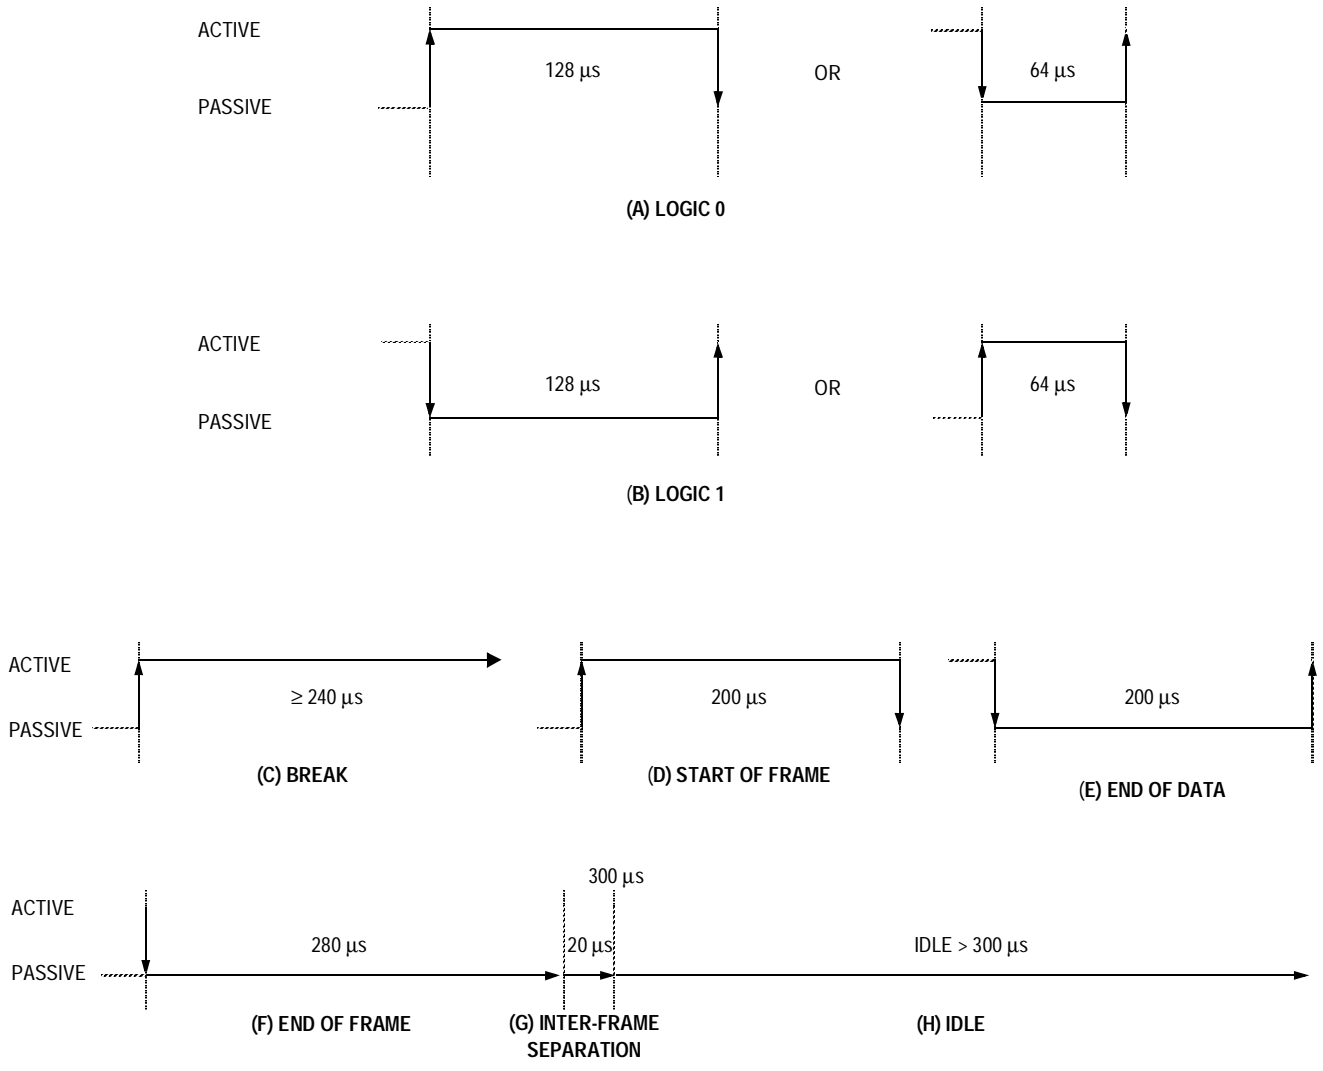 ACTIVE
128 µs
OR
64 µs
PASSIVE
(A) LOGIC 0
ACTIVE
128 µs
OR
64 µs
PASSIVE
(B) LOGIC 1
ACTIVE
≥ 240 µs
200 µs
200 µs
PASSIVE
(C) BREAK
(D) START OF FRAME
(E) END OF DATA
300 µs
ACTIVE
280 µs
20 µs
IDLE > 300 µs
PASSIVE
(F) END OF FRAME
(G) INTER-FRAME
SEPARATION
(H) IDLE